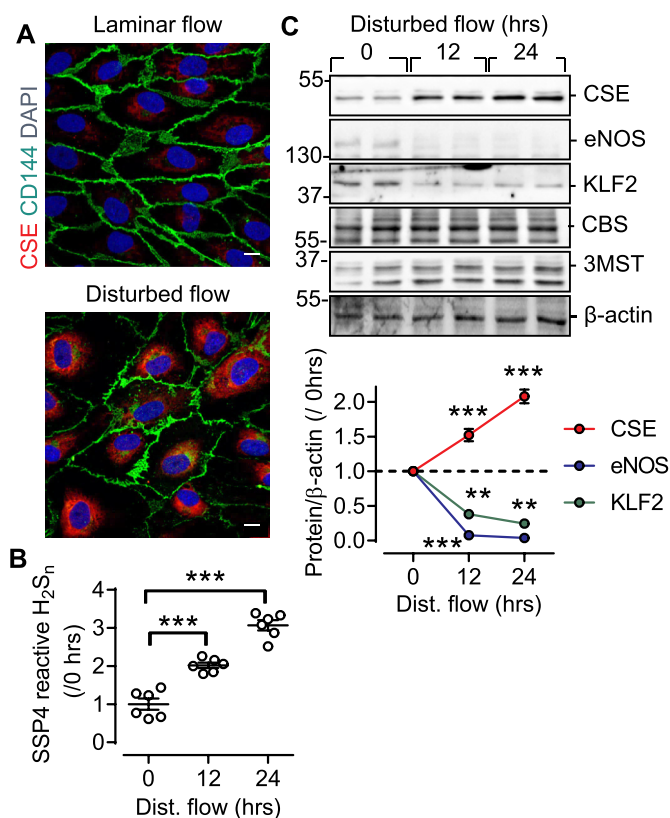 A
Laminar flow
CSE CD144 DAPI
Disturbed flow
B
SSP4 reactive H2Sn
(/0 hrs)
4
3
2
1
0
***
***
0 12 24
Dist. flow (hrs)
C
Disturbed flow (hrs)
0 12 24
55
CSE
eNOS
130
KLF2
37
CBS
55
37
3MST
55
β-actin
Protein/β-actin (/ 0hrs)
2.0
1.5
1.0
0.5
0.0
***
***
**
**
***
0 12 24
Dist. flow (hrs)
CSE
eNOS
KLF2